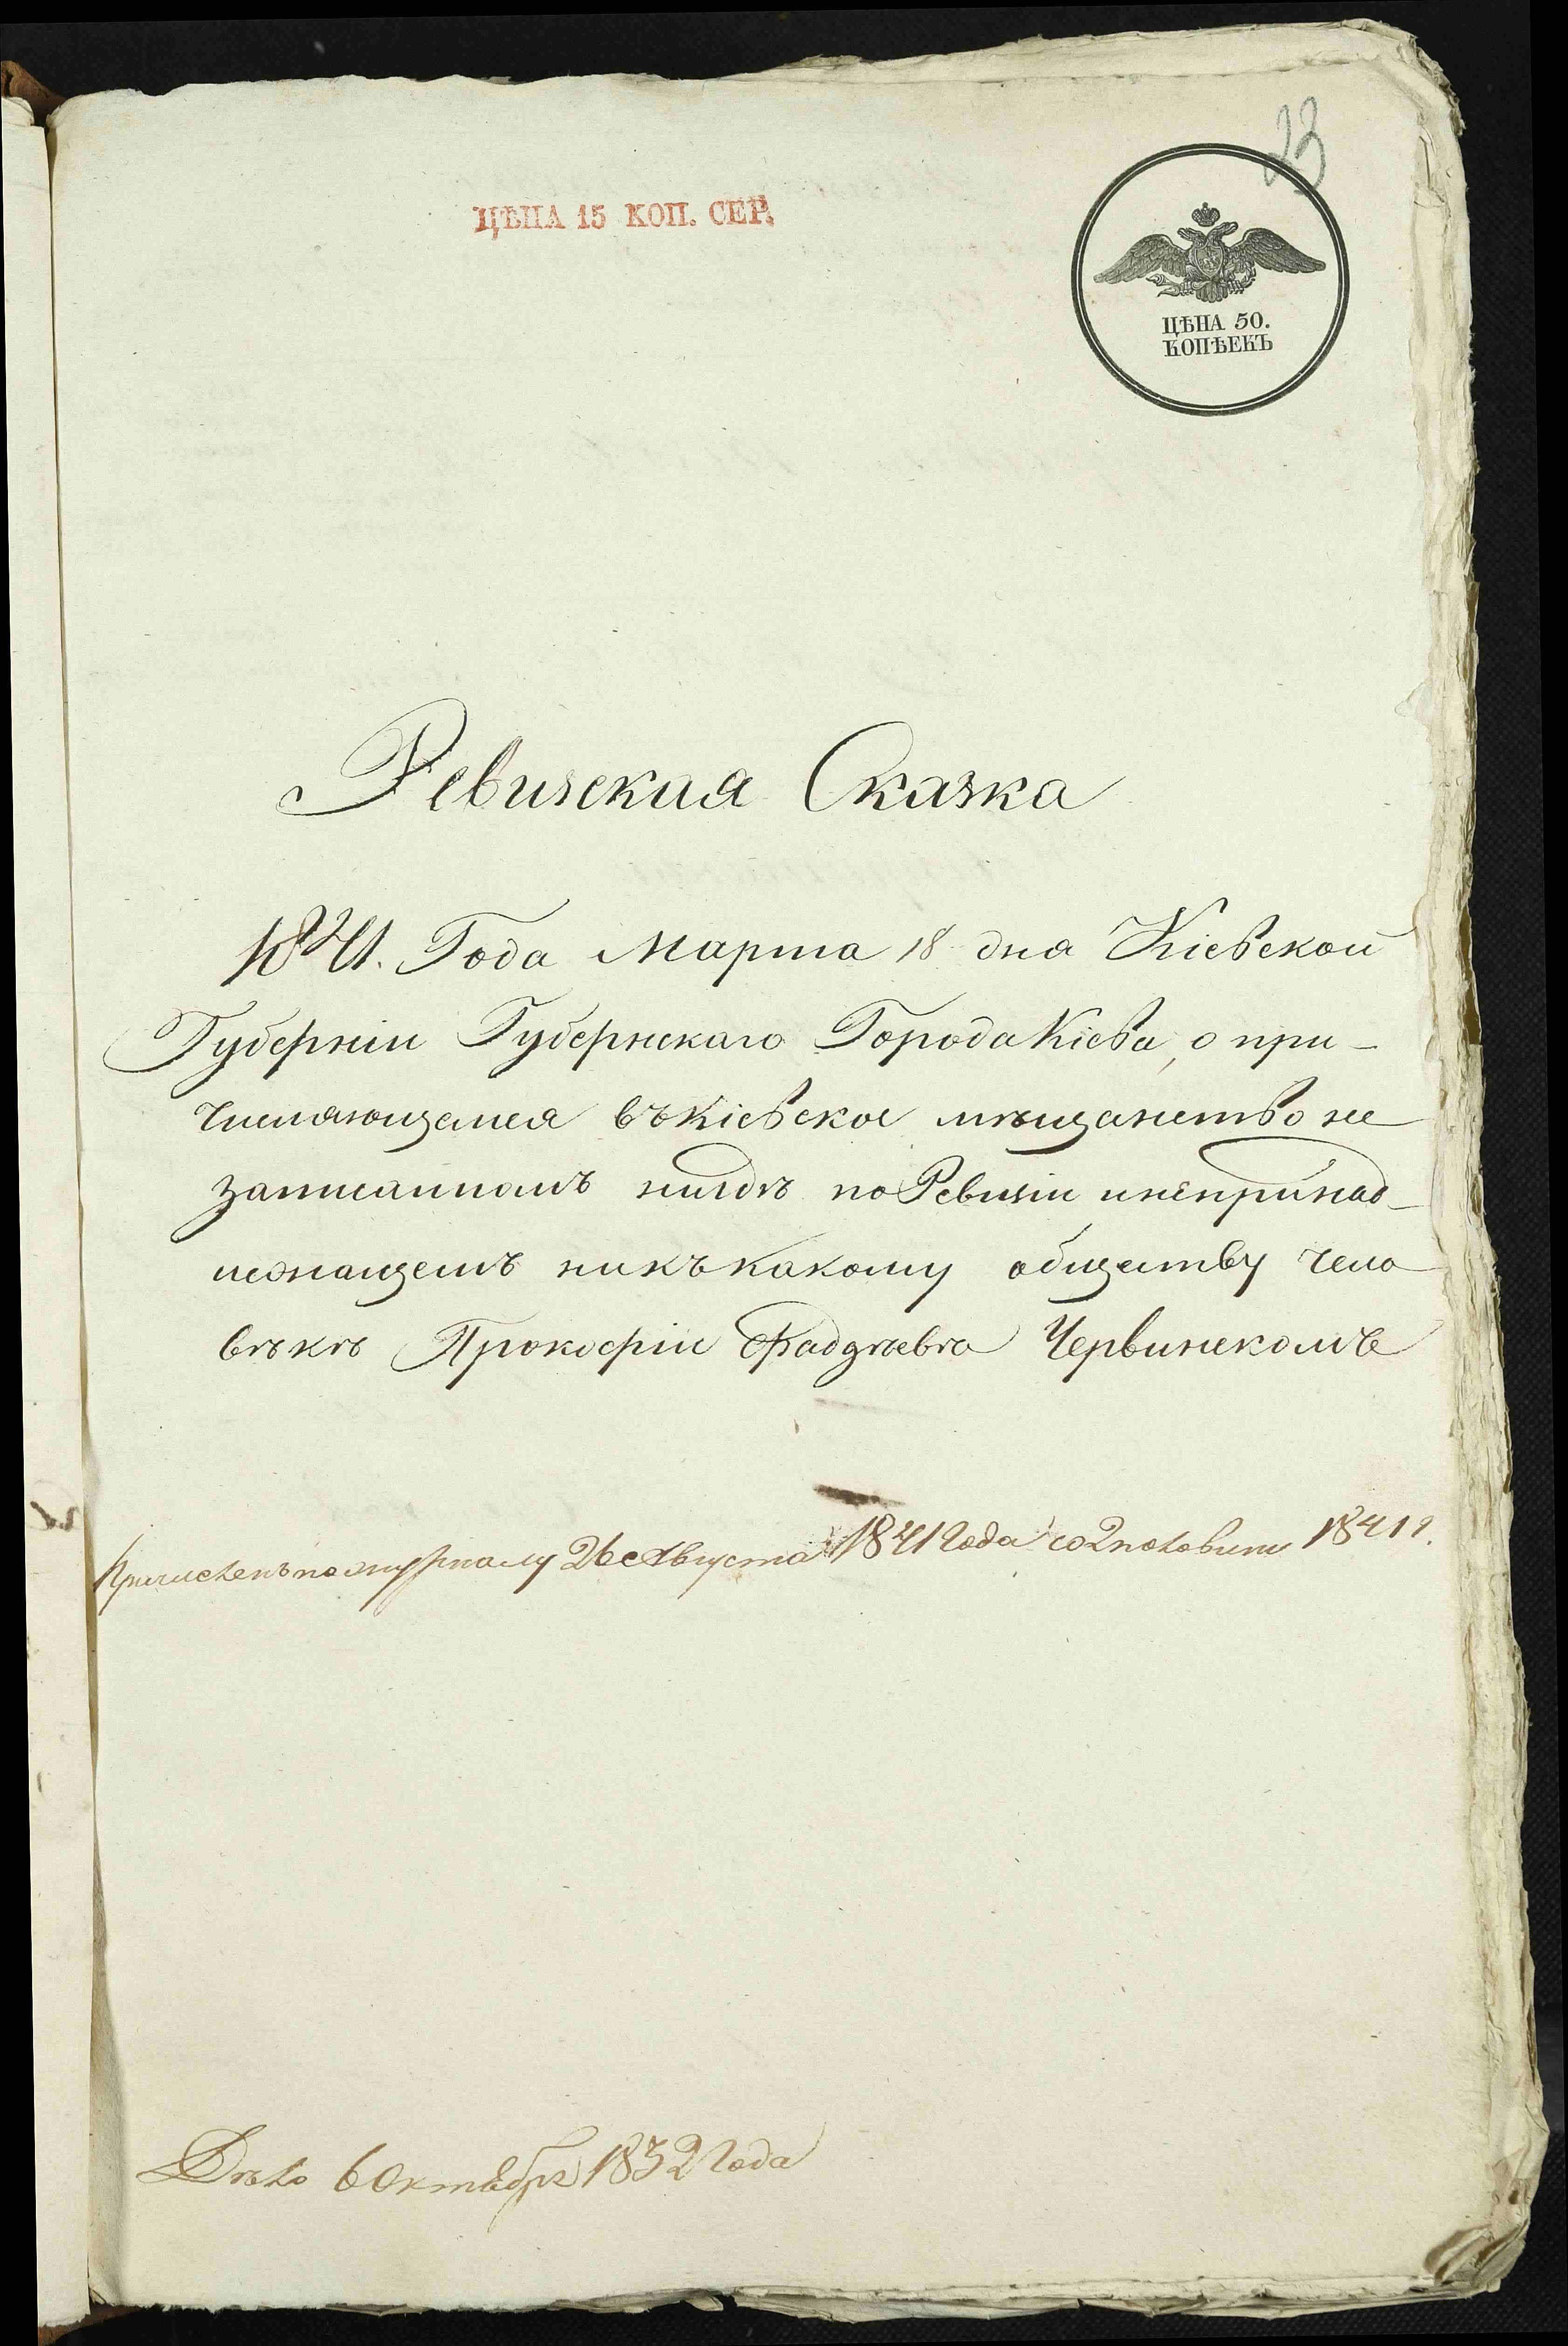 23
ЦѢНА 15 КОП. СЕР.
ЦѢНА 50.
КОПѢЕКЪ
Ревизская Сказка
1841. Года Марта 18 дня Кіевской
Губерніи Губернскаго Города Кіева, о при-
числяющемся въ Кіевское мѣщанство не
записанномъ нигдѣ по Ревизіи и непринад-
лежащемъ ни къ какому обществу чело
вѣкѣ Прокофіи Фадѣевѣ Червинскомъ
Причисленъ по журналу 26 Августа 1841 года со 2 половины 1841 г.
Дѣло 6 Октября 1832 года